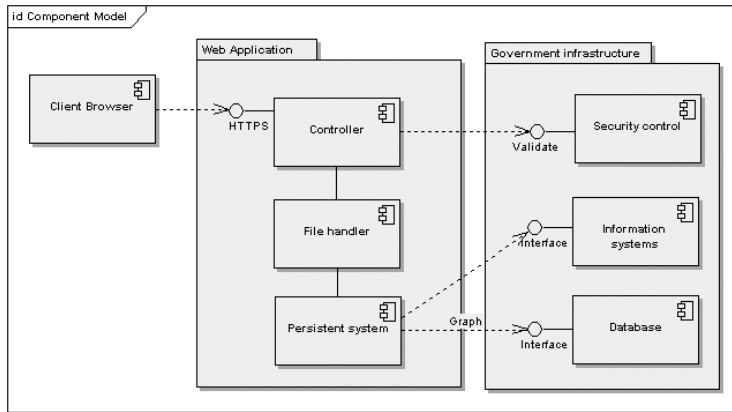 id Component Model
Web Application
Government infrastructure
Client Browser
HTTPS
Controller
Validate
Security control
File handler
Interface
Information
systems
Persistent system
Graph
Interface
Database